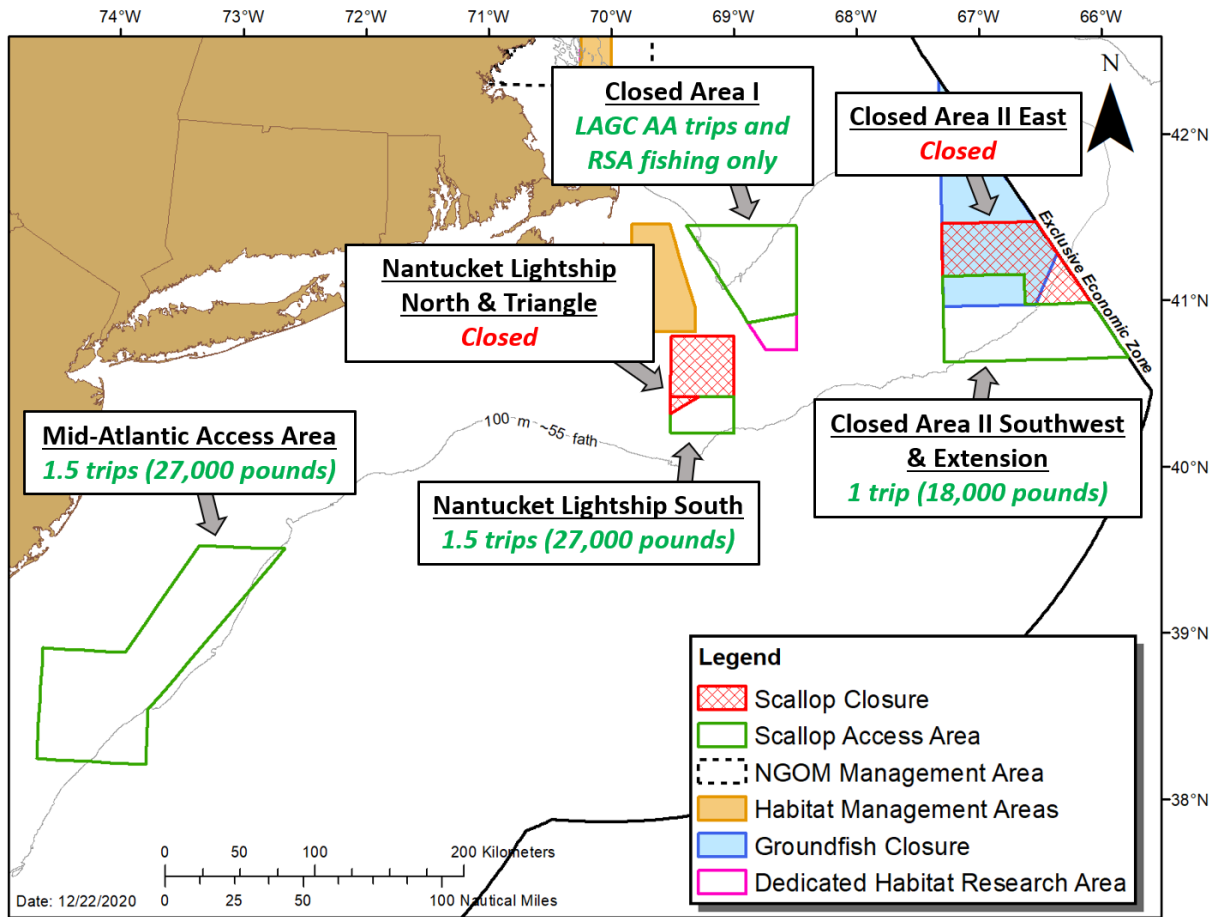 74°W 73°W 72°W 71°W 70°W 69°W 68°W 67°W 66°W
N
Closed Area I
LAGC AA trips and
RSA fishing only
Closed Area II East
Closed
42°N
Exclusive Economic Zone
Nantucket Lightship
North & Triangle
Closed
41°N
Mid-Atlantic Access Area
1.5 trips (27,000 pounds)
100 m ~55 fath
Nantucket Lightship South
1.5 trips (27,000 pounds)
Closed Area II Southwest
& Extension
1 trip (18,000 pounds)
40°N
39°N
38°N
Legend
Scallop Closure
Scallop Access Area
NGOM Management Area
Habitat Management Areas
Groundfish Closure
Dedicated Habitat Research Area
0 50 100 200 Kilometers
0 25 50 100 Nautical Miles
Date: 12/22/2020